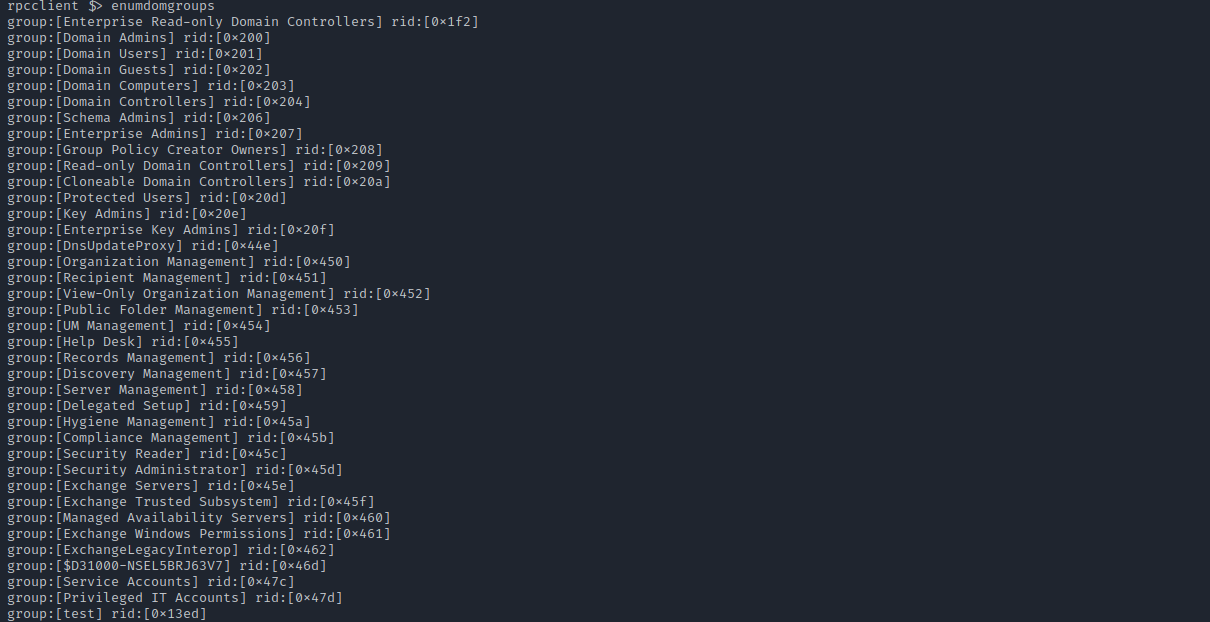 rpcclient $> enumdomgroups
group:[Enterprise Read-only Domain Controllers] rid:[0×1f2]
group:[Domain Admins] rid:[0×200]
group:[Domain Users] rid:[0×201]
group:[Domain Guests] rid:[0×202]
group:[Domain Computers] rid:[0×203]
group:[Domain Controllers] rid:[0×204]
group:[Schema Admins] rid:[0×206]
group:[Enterprise Admins] rid:[0×207]
group:[Group Policy Creator Owners] rid:[0×208]
group:[Read-only Domain Controllers] rid:[0×209]
group:[Cloneable Domain Controllers] rid:[0×20a]
group:[Protected Users] rid:[0×20d]
group:[Key Admins] rid:[0×20e]
group:[Enterprise Key Admins] rid:[0×20f]
group:[DnsUpdateProxy] rid:[0×44e]
group:[Organization Management] rid:[0×450]
group:[Recipient Management] rid:[0×451]
group:[View-Only Organization Management] rid:[0×452]
group:[Public Folder Management] rid:[0×453]
group:[UM Management] rid:[0×454]
group:[Help Desk] rid:[0×455]
group:[Records Management] rid:[0×456]
group:[Discovery Management] rid:[0×457]
group:[Server Management] rid:[0×458]
group:[Delegated Setup] rid:[0×459]
group:[Hygiene Management] rid:[0×45a]
group:[Compliance Management] rid:[0×45b]
group:[Security Reader] rid:[0×45c]
group:[Security Administrator] rid:[0×45d]
group:[Exchange Servers] rid:[0×45e]
group:[Exchange Trusted Subsystem] rid:[0×45f]
group:[Managed Availability Servers] rid:[0×460]
group:[Exchange Windows Permissions] rid:[0×461]
group:[ExchangeLegacyInterop] rid:[0×462]
group:[$D31000-NSEL5BRJ63V7] rid:[0×46d]
group:[Service Accounts] rid:[0×47c]
group:[Privileged IT Accounts] rid:[0×47d]
group:[test] rid:[0×13ed]